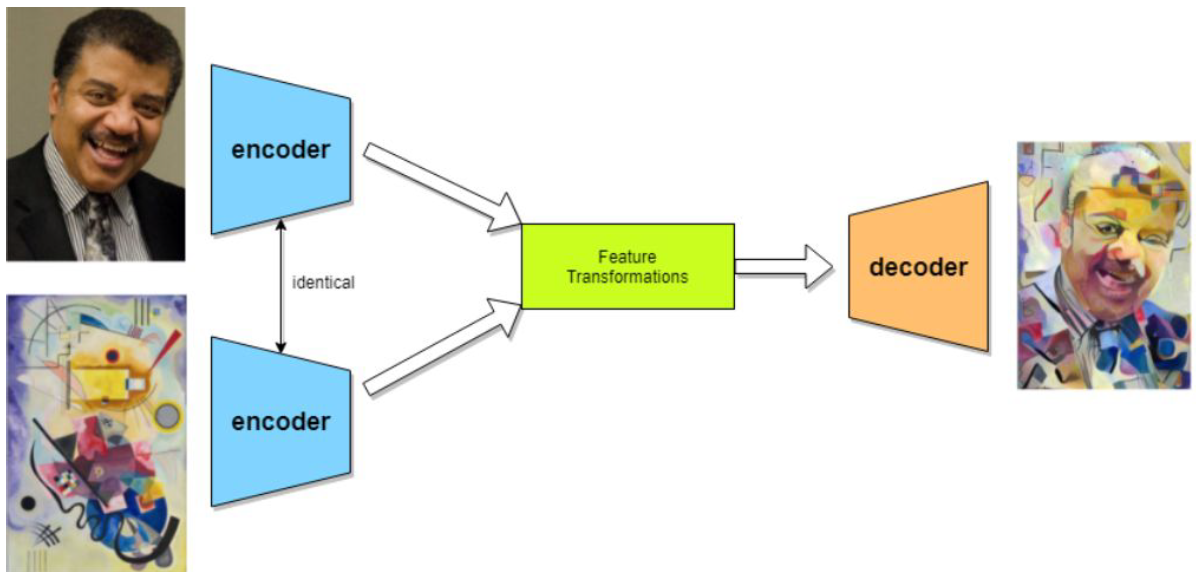 encoder
identical
encoder
Feature
Transformations
decoder